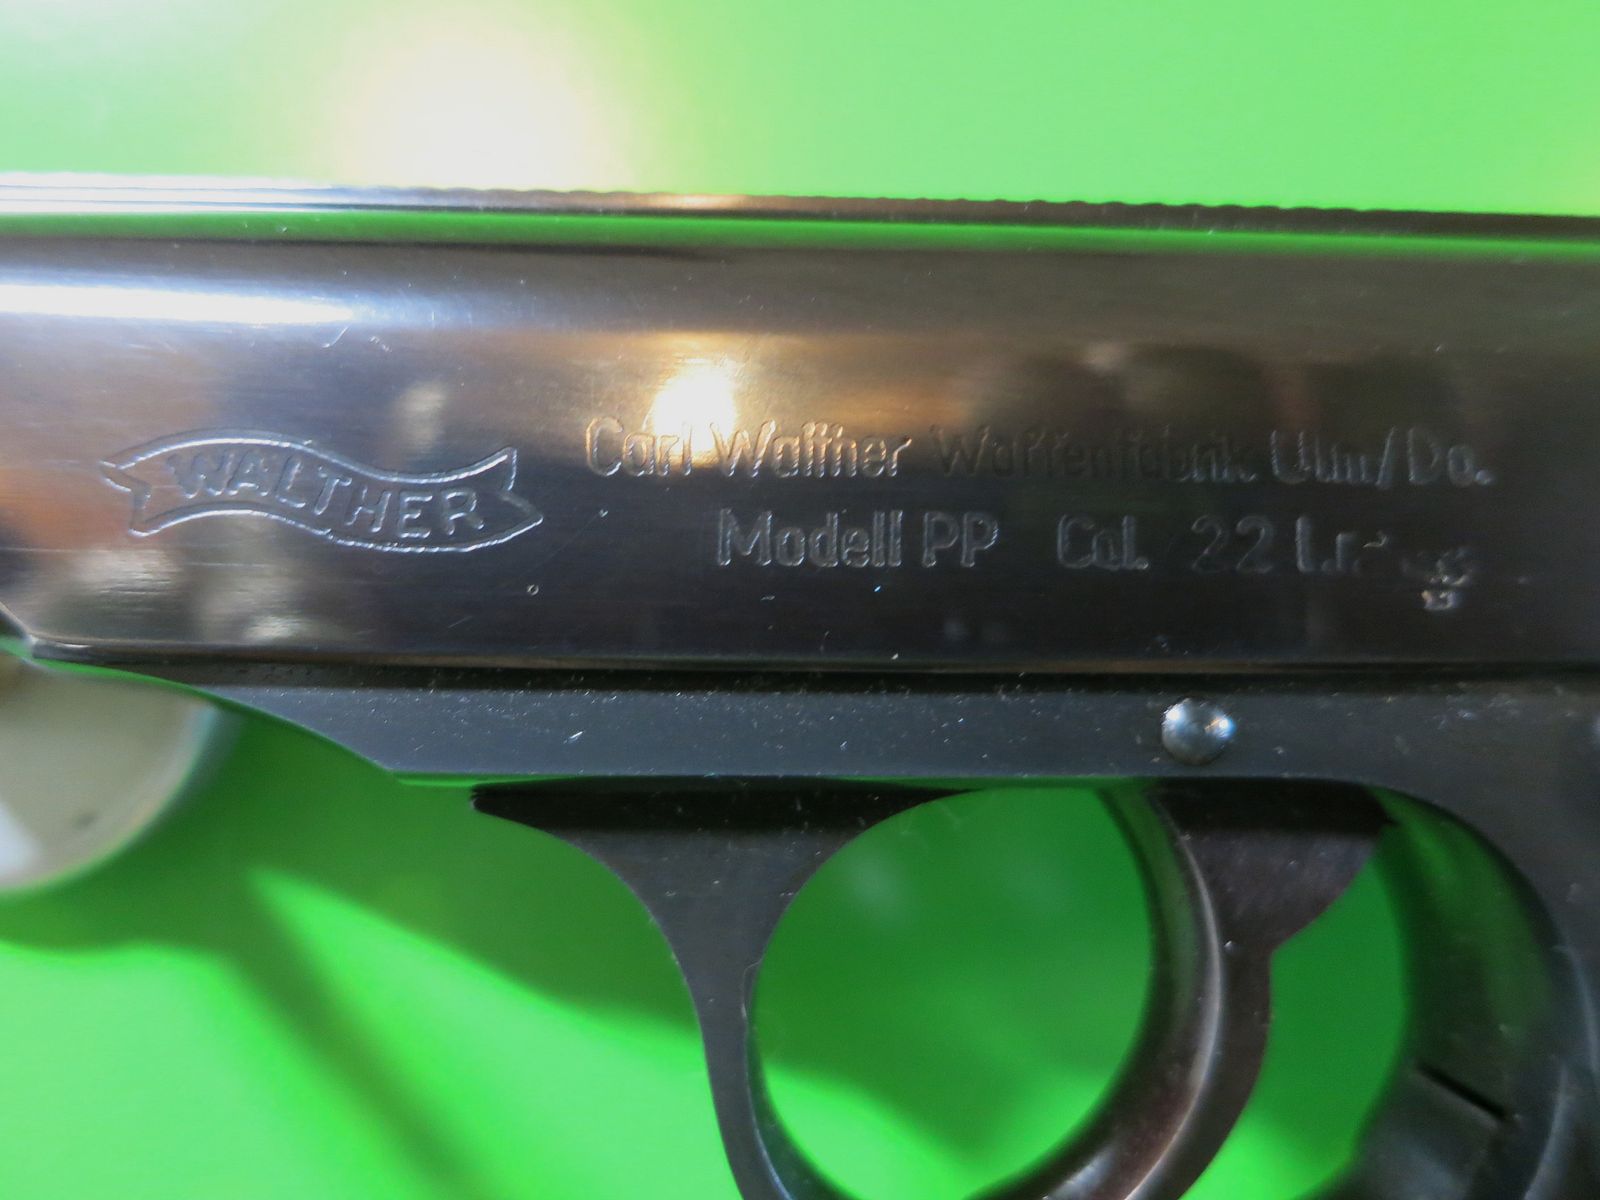 WALTHER
Carl Walther Waffenfabrik Ulm/Do.
Modell PP Cal. 22 l.r.